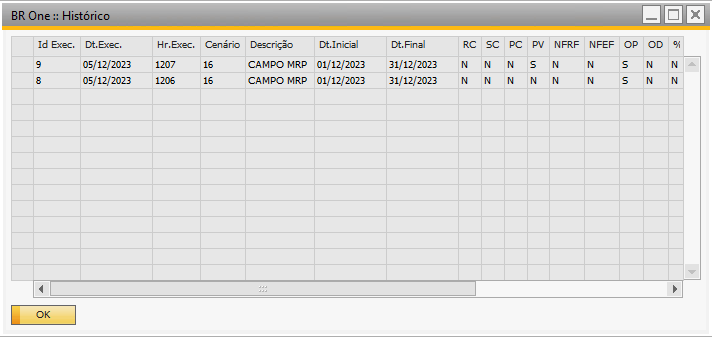 BR One :: Histórico
Id Exec. Dt.Exec. Hr.Exec. Cenário Descrição Dt.Inicial Dt.Final RC SC PC PV NFRF NFEF OP OD %
9 05/12/2023 1207 16 CAMPO MRP 01/12/2023 31/12/2023 N N N S N N S N N
8 05/12/2023 1206 16 CAMPO MRP 01/12/2023 31/12/2023 N N N N N N S N N
OK